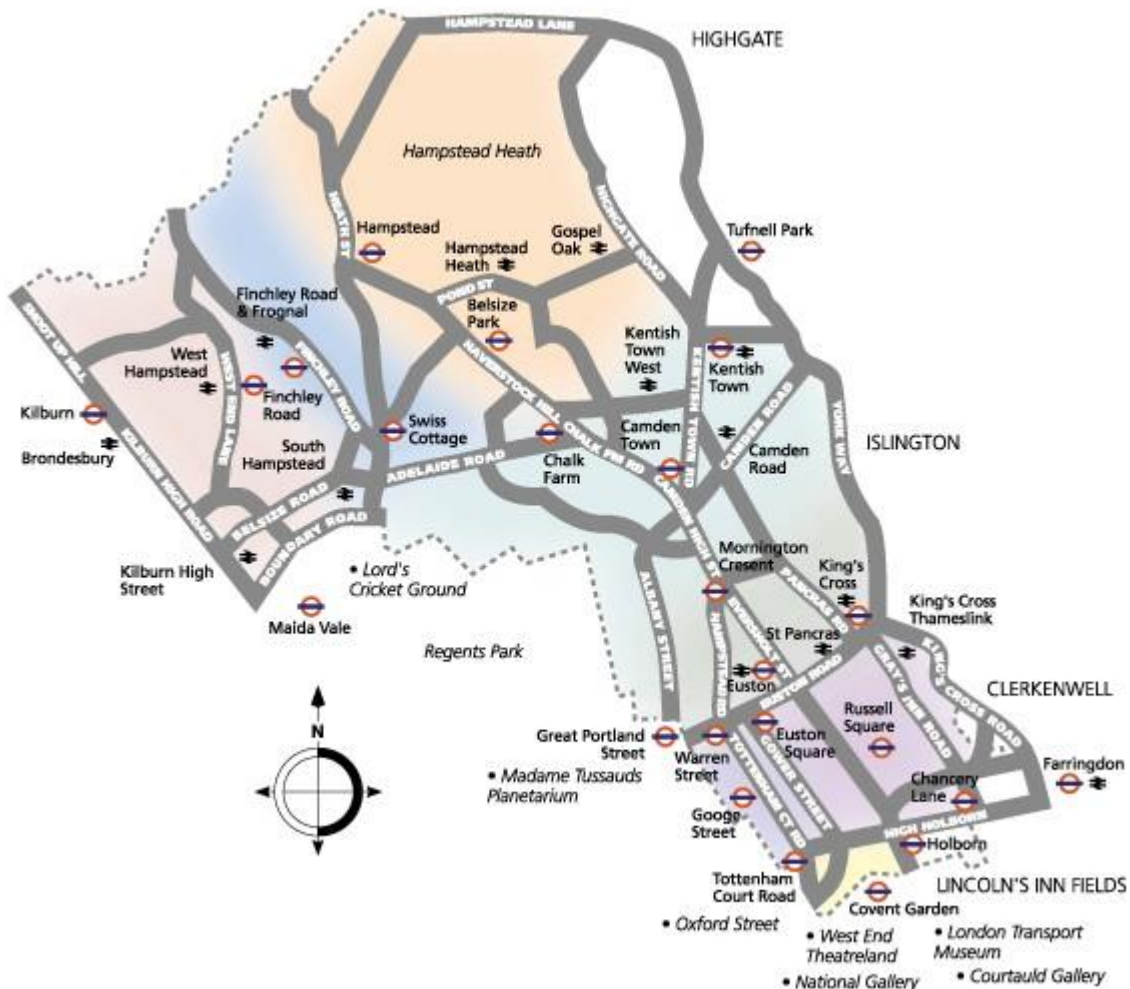 HAMPSTEAD LANE
HIGHGATE
Hampstead Heath
HEATH ST
HIGHGATE ROAD
Hampstead
Hampstead
Heath
Gospel
Oak
Tufnell Park
POND ST
Finchley Road
& Frognal
Belsize
Park
SHOOT UP HILL
West
Hampstead
WEST END LANE
FINCHLEY ROAD
HAVERSTOCK HILL
Kentish
Town
West
KENTISH TOWN RD
Kentish
Town
CAMDEN ROAD
YORK WAY
Kilburn
Finchley
Road
Swiss
Cottage
Camden
Town
ISLINGTON
Brondesbury
KILBURN HIGH ROAD
South
Hampstead
ADELAIDE ROAD
Chalk
Farm
CHALK FM RD
Camden
Road
BELSIZE ROAD
BOUNDARY ROAD
CAMDEN HIGH ST
Kilburn High
Street
• Lord's
Cricket Ground
Maida Vale
Mornington
Cresent
PANCRAS RD
King's
Cross
King's Cross
Thameslink
ALBANY STREET
HAMPSTEAD RD
EVERSHOLT ST
St Pancras
Regents Park
Euston
EUSTON ROAD
GRAY'S INN ROAD
KING'S CROSS ROAD
CLERKENWELL
N
Great Portland
Street
Warren
Street
Euston
Square
Russell
Square
TOTTENHAM CT RD
GOWER STREET
• Madame Tussauds
Planetarium
Chancery
Lane
Farringdon
Googe
Street
HIGH HOLBORN
Holborn
Tottenham
Court Road
LINCOLN'S INN FIELDS
Covent Garden
• Oxford Street
• West End
Theatreland
• London Transport
Museum
• National Gallery
• Courtauld Gallery